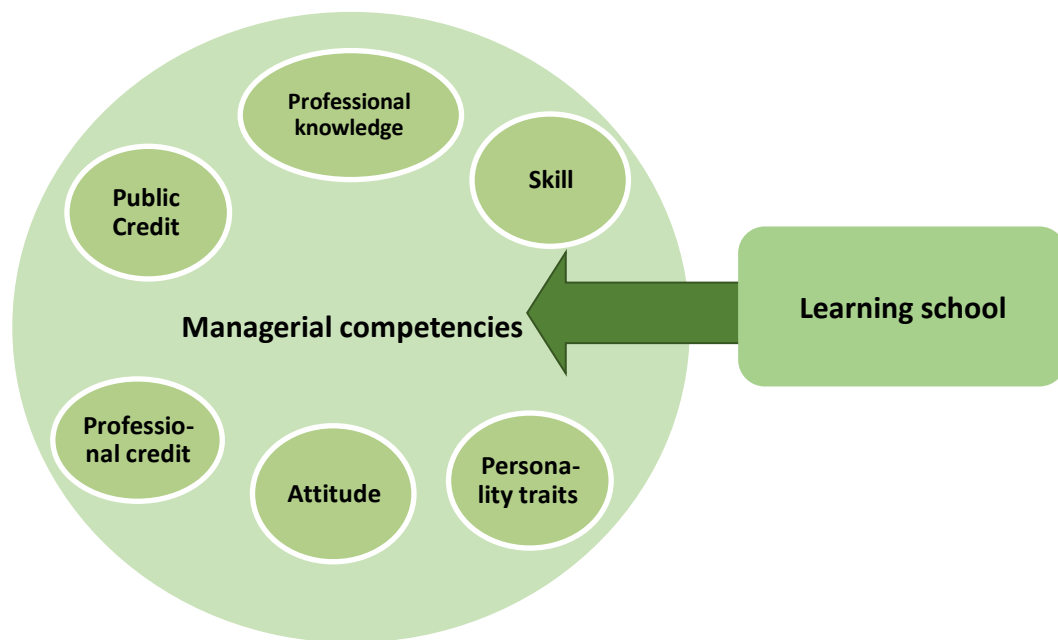 Professional
knowledge
Skill
Public
Credit
Managerial competencies
Learning school
Professio-
nal credit
Attitude
Persona-
lity traits